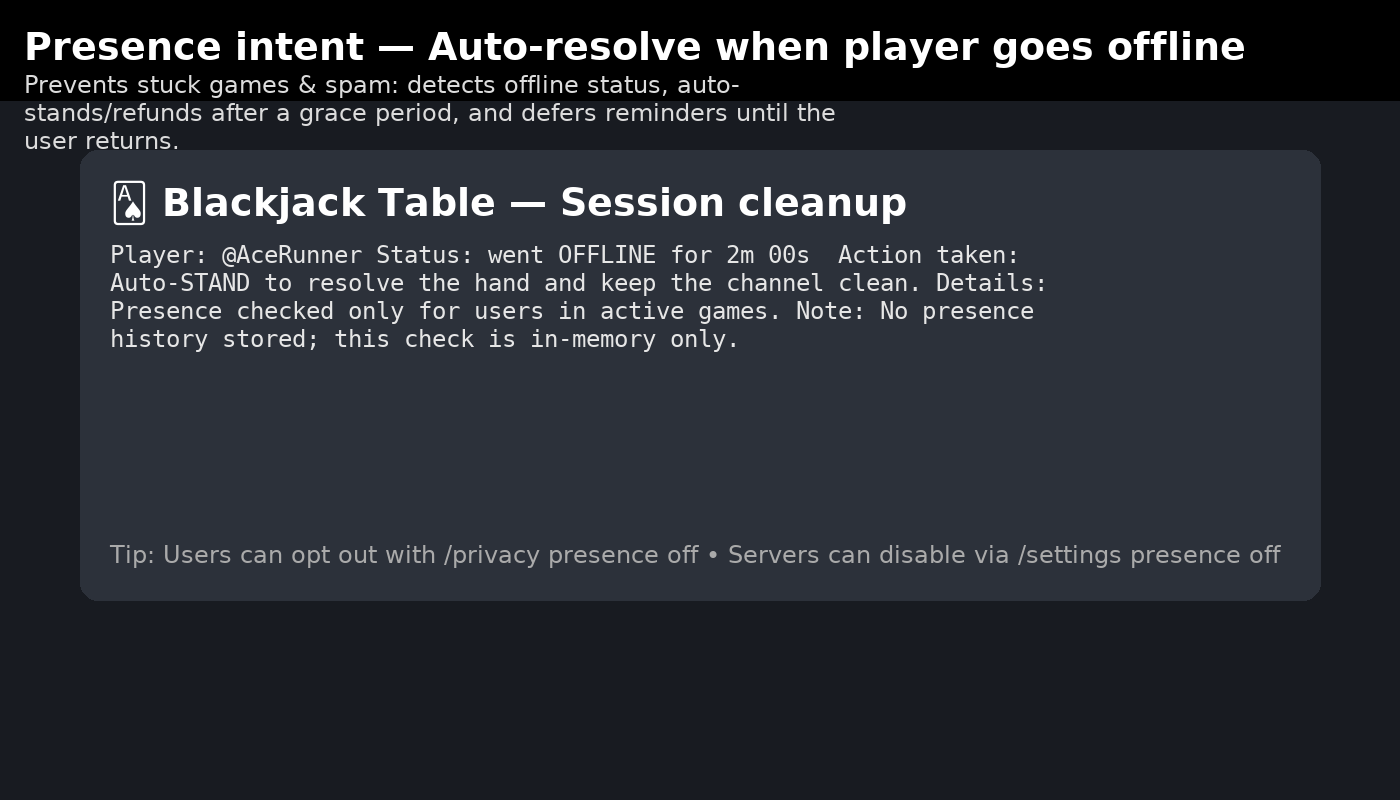 Presence intent — Auto-resolve when player goes offline
Prevents stuck games & spam: detects offline status, auto-
stands/refunds after a grace period, and defers reminders until the
user returns.
🂡 Blackjack Table — Session cleanup
Player: @AceRunner Status: went OFFLINE for 2m 00s  Action taken:
Auto-STAND to resolve the hand and keep the channel clean. Details:
Presence checked only for users in active games. Note: No presence
history stored; this check is in-memory only.
Tip: Users can opt out with /privacy presence off • Servers can disable via /settings presence off